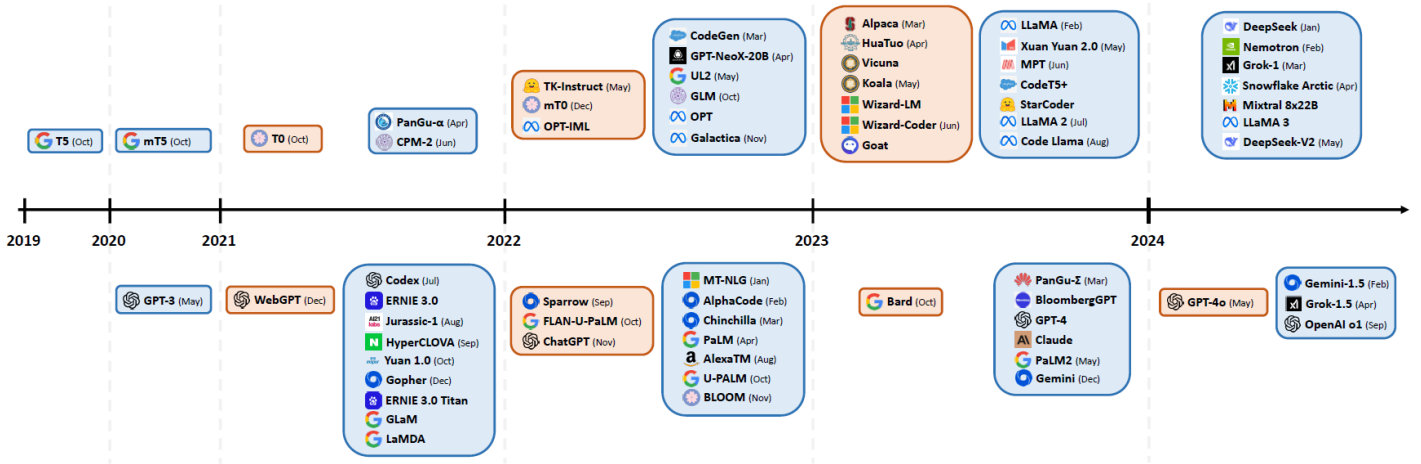 T5 (Oct)
mT5 (Oct)
T0 (Oct)
PanGu-α (Apr)
CPM-2 (Jun)
TK-Instruct (May)
mT0 (Dec)
OPT-IML
CodeGen (Mar)
GPT-NeoX-20B (Apr)
UL2 (May)
GLM (Oct)
OPT
Galactica (Nov)
Alpaca (Mar)
HuaTuo (Apr)
Vicuna
Koala (May)
Wizard-LM
Wizard-Coder (Jun)
Goat
LLaMA (Feb)
Xuan Yuan 2.0 (May)
MPT (Jun)
CodeT5+
StarCoder
LLaMA 2 (Jul)
Code Llama (Aug)
DeepSeek (Jan)
Nemotron (Feb)
Grok-1 (Mar)
Snowflake Arctic (Apr)
Mixtral 8x22B
LLaMA 3
DeepSeek-V2 (May)
2019
2020
2021
2022
2023
2024
GPT-3 (May)
WebGPT (Dec)
Codex (Jul)
ERNIE 3.0
AI21 labs Jurassic-1 (Aug)
HyperCLOVA (Sep)
Yuan 1.0 (Oct)
Gopher (Dec)
ERNIE 3.0 Titan
GLaM
LaMDA
Sparrow (Sep)
FLAN-U-PaLM (Oct)
ChatGPT (Nov)
MT-NLG (Jan)
AlphaCode (Feb)
Chinchilla (Mar)
PaLM (Apr)
AlexaTM (Aug)
U-PALM (Oct)
BLOOM (Nov)
Bard (Oct)
PanGu-Σ (Mar)
BloombergGPT
GPT-4
Claude
PaLM2 (May)
Gemini (Dec)
GPT-4o (May)
Gemini-1.5 (Feb)
Grok-1.5 (Apr)
OpenAI o1 (Sep)